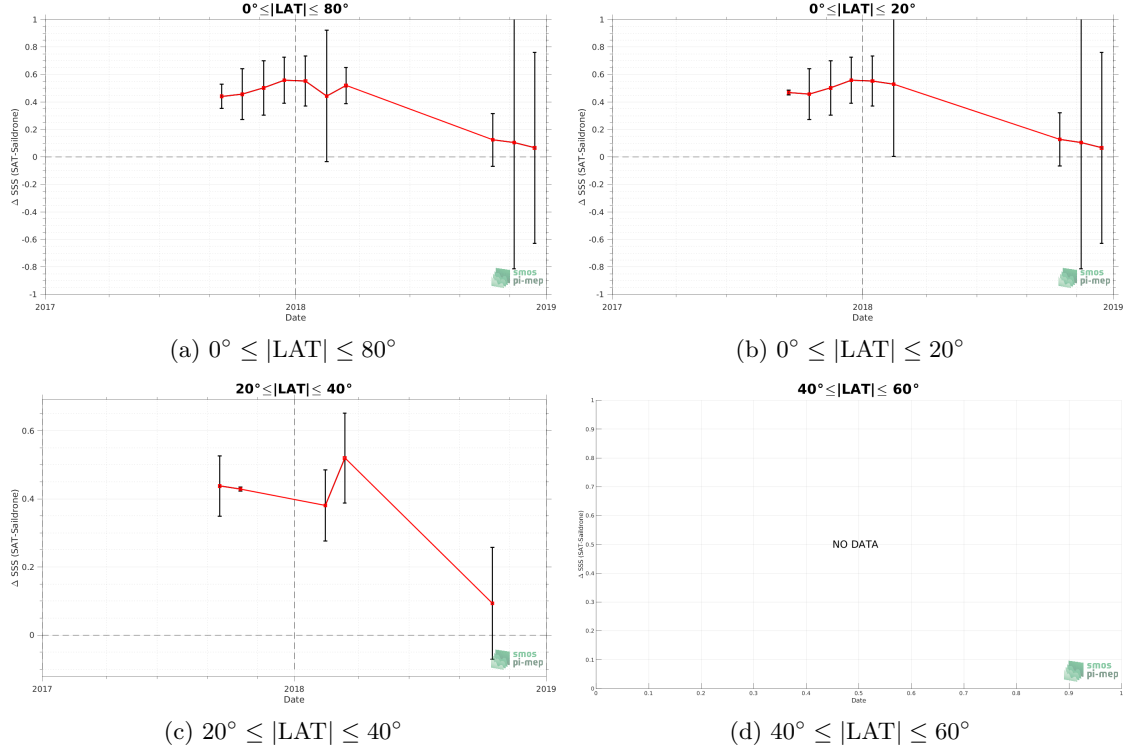 0°≤|LAT|≤ 80°
1
0.8
0.6
0.4
0.2
0
-0.2
-0.4
-0.6
-0.8
-1
Δ SSS (SAT-Saildrone)
2017
2018
2019
Date
smos
pi-mep
(a) 0° ≤ |LAT| ≤ 80°
0°≤|LAT|≤ 20°
1
0.8
0.6
0.4
0.2
0
-0.2
-0.4
-0.6
-0.8
-1
Δ SSS (SAT-Saildrone)
2017
2018
2019
Date
smos
pi-mep
(b) 0° ≤ |LAT| ≤ 20°
20°≤|LAT|≤ 40°
0.6
0.4
0.2
0
Δ SSS (SAT-Saildrone)
2017
2018
2019
Date
smos
pi-mep
(c) 20° ≤ |LAT| ≤ 40°
40°≤|LAT|≤ 60°
1
0.9
0.8
0.7
0.6
0.5
0.4
0.3
0.2
0.1
0
Δ SSS (SAT-Saildrone)
NO DATA
0
0.1
0.2
0.3
0.4
0.5
0.6
0.7
0.8
0.9
1
Date
smos
pi-mep
(d) 40° ≤ |LAT| ≤ 60°